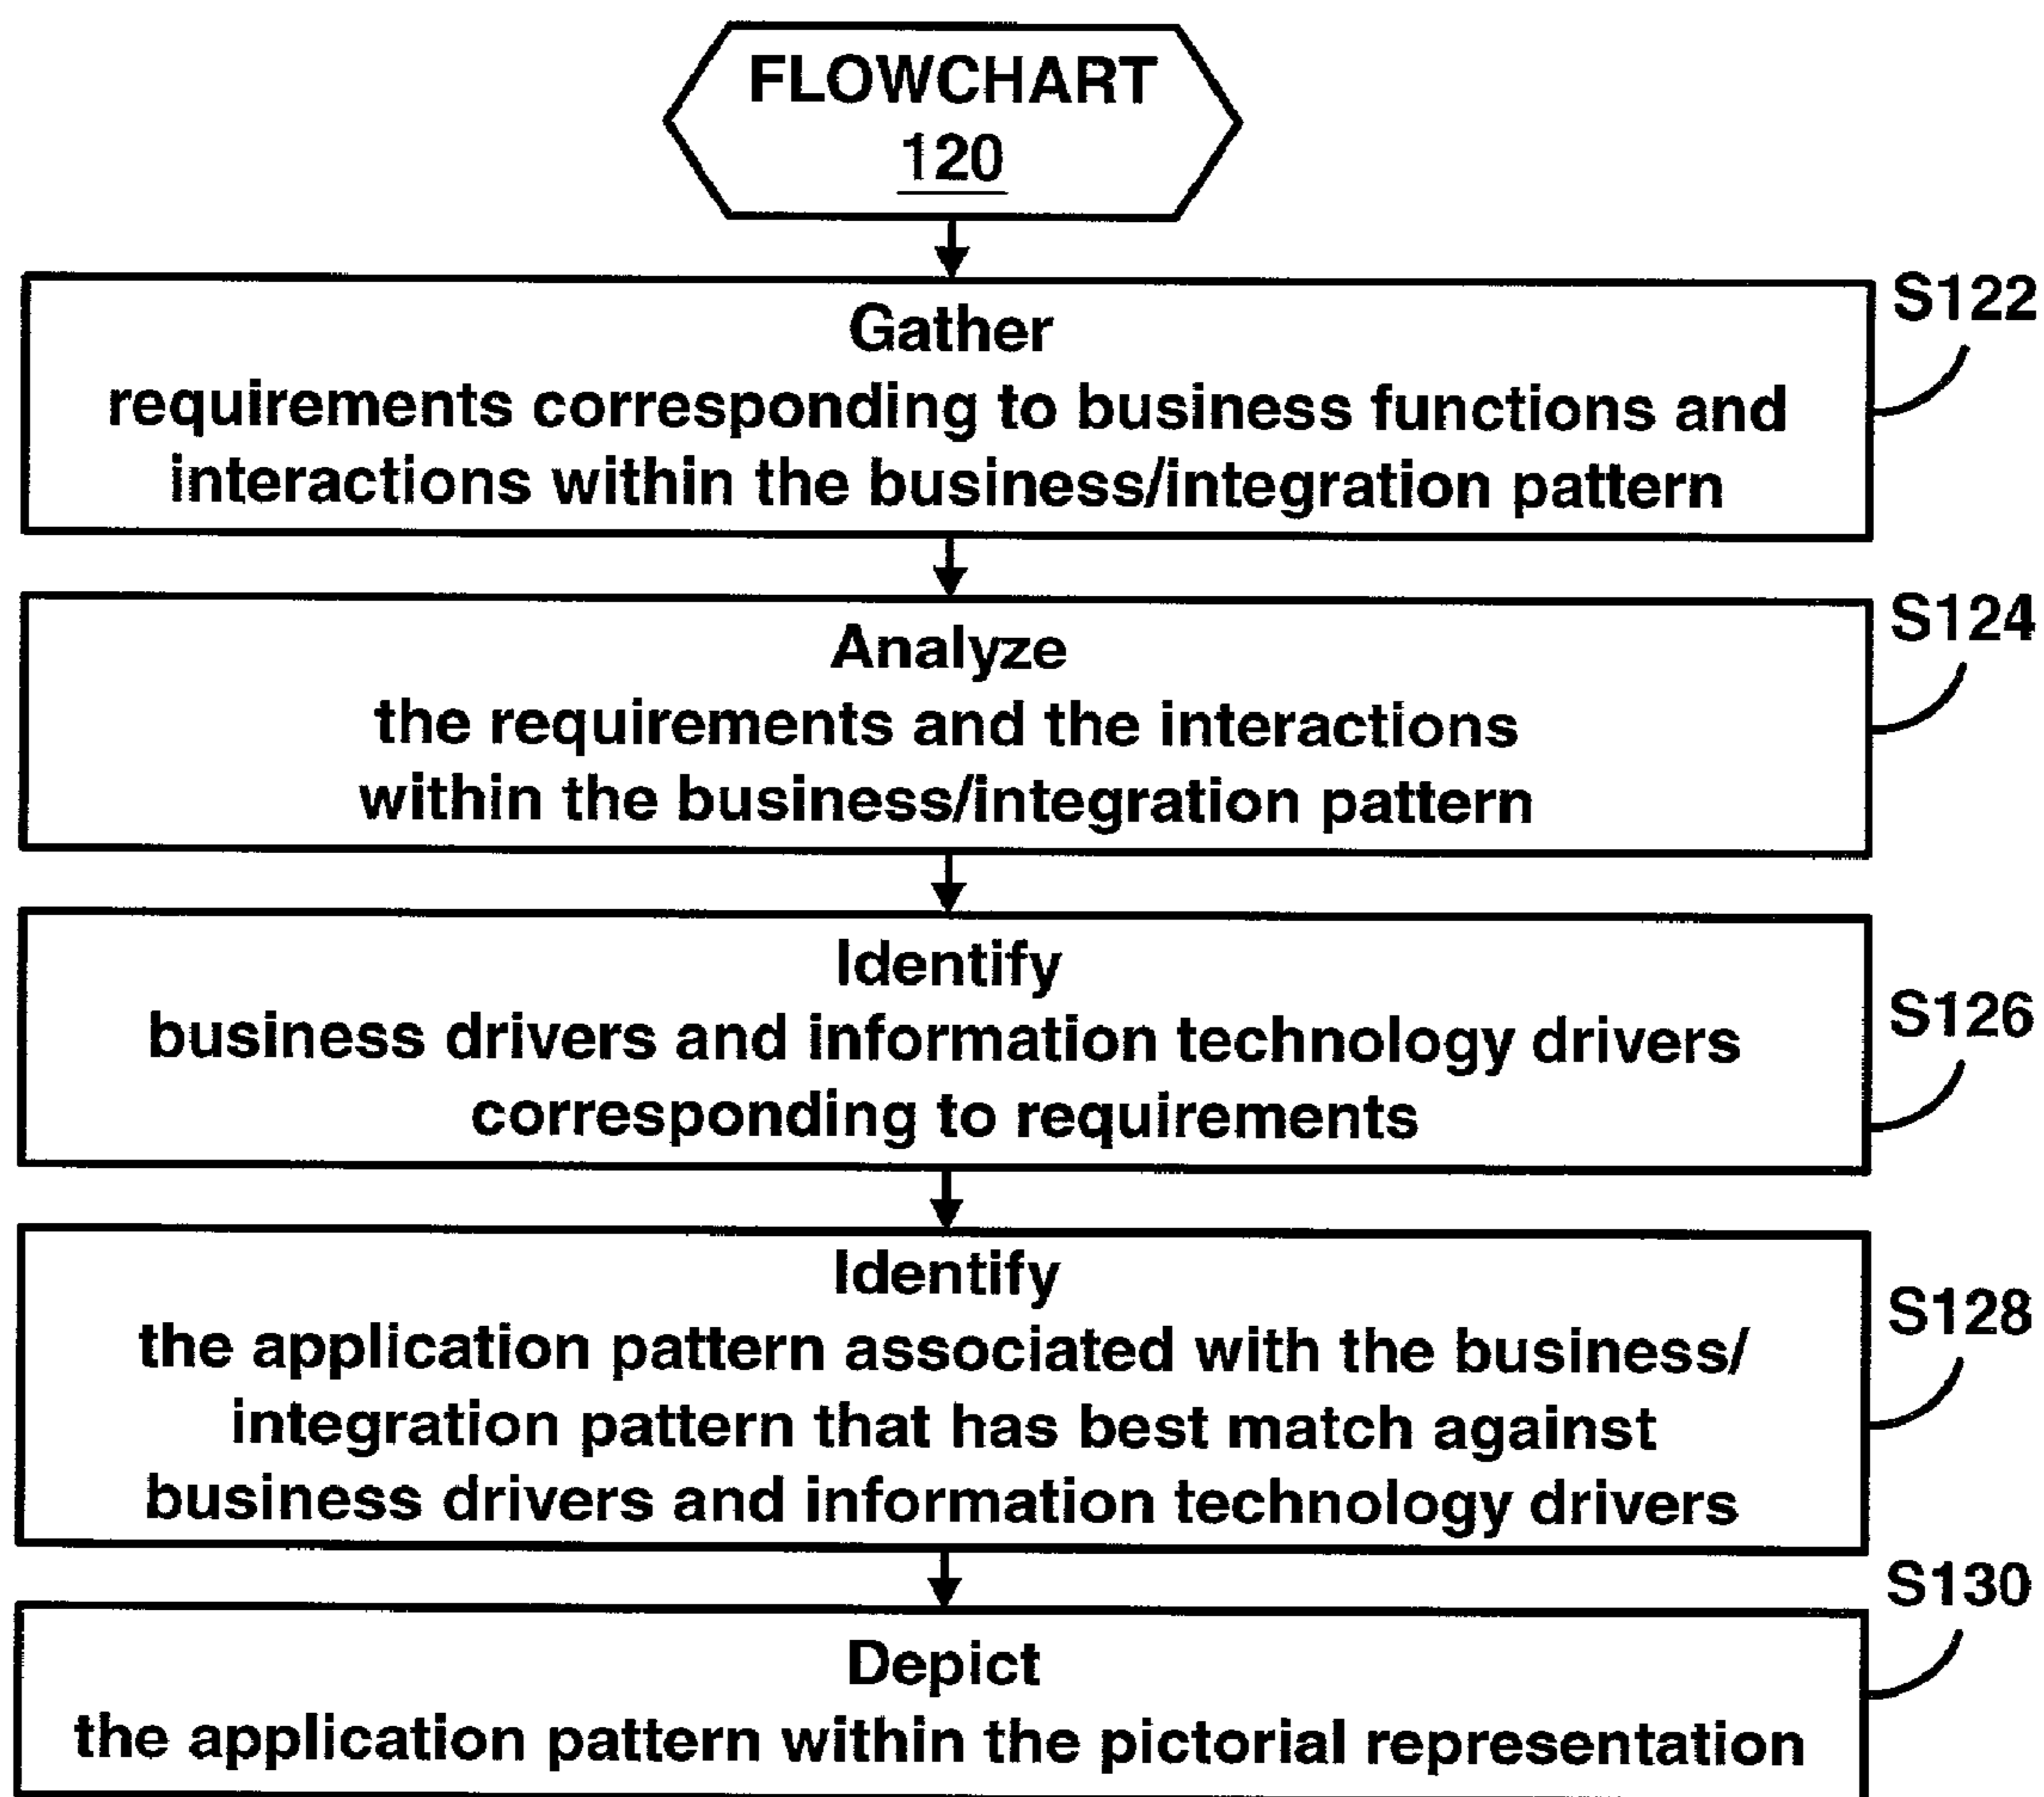 FLOWCHART
120
S122
Gather
requirements corresponding to business functions and
interactions within the business/integration pattern
S124
Analyze
the requirements and the interactions
within the business/integration pattern
S126
Identify
business drivers and information technology drivers
corresponding to requirements
S128
Identify
the application pattern associated with the business/
integration pattern that has best match against
business drivers and information technology drivers
S130
Depict
the application pattern within the pictorial representation